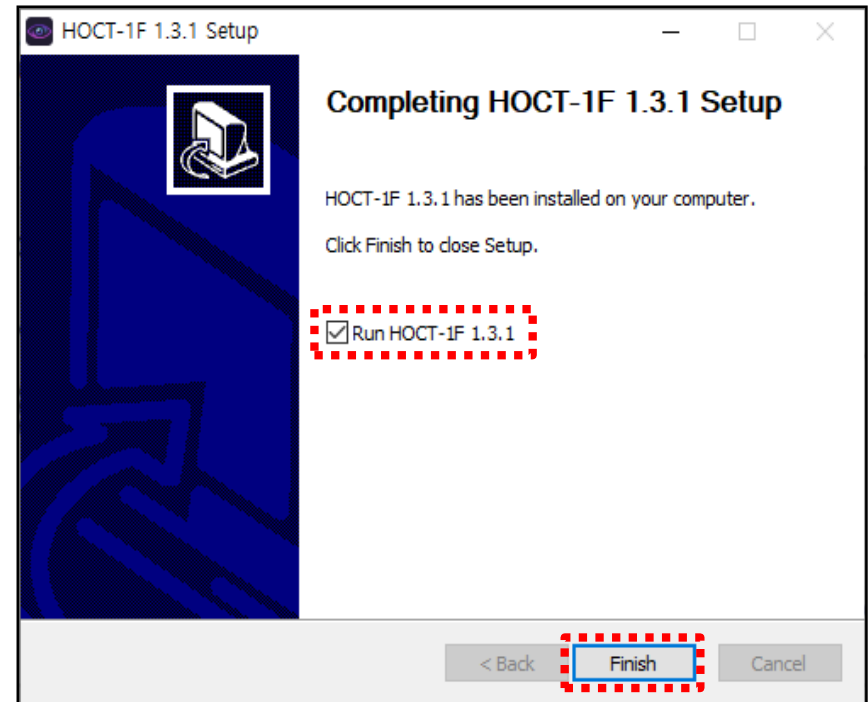 HOCT-1F 1.3.1 Setup
Completing HOCT-1F 1.3.1 Setup
HOCT-1F 1.3.1 has been installed on your computer.
Click Finish to close Setup.
Run HOCT-1F 1.3.1
< Back Finish Cancel